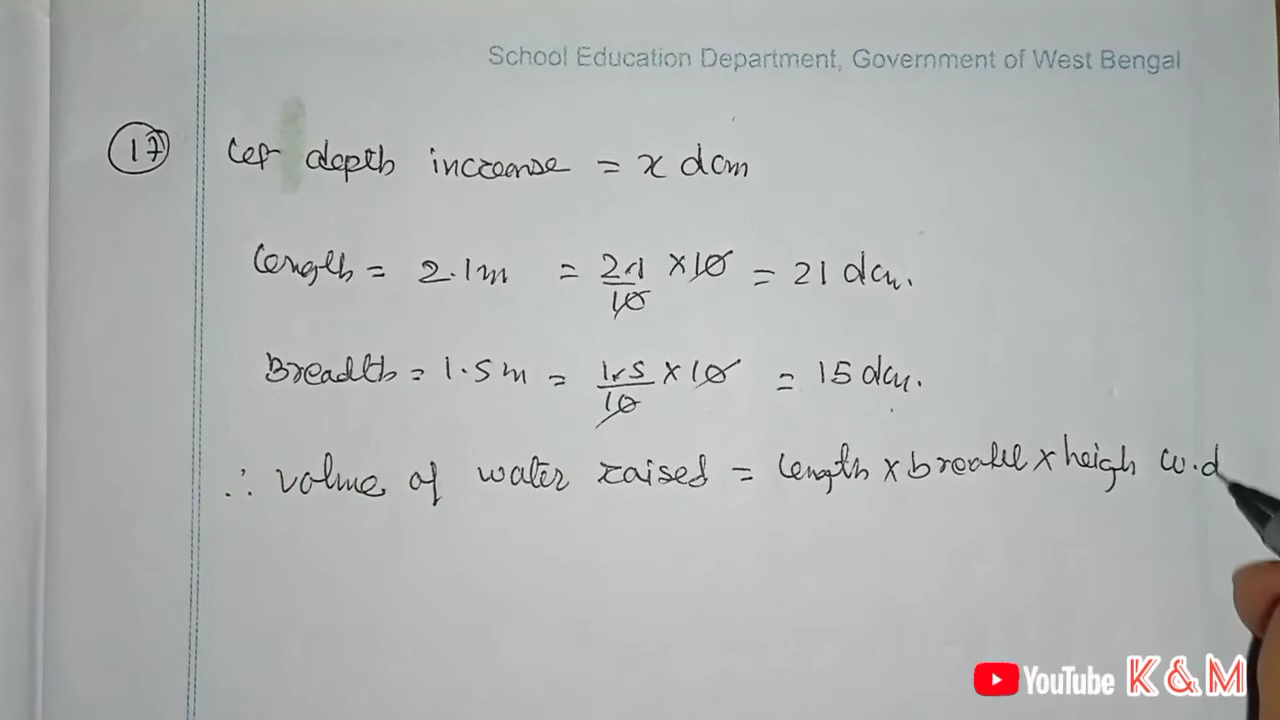 School Education Department, Government of West Bengal
17 Let depth increase = x dcm
Length = 2.1m = 21/10 × 10 = 21 dcm.
Breadth = 1.5m = 15/10 × 10 = 15 dcm.
∴ volume of water raised = length × breadth × heigh cu.d
YouTube K & M